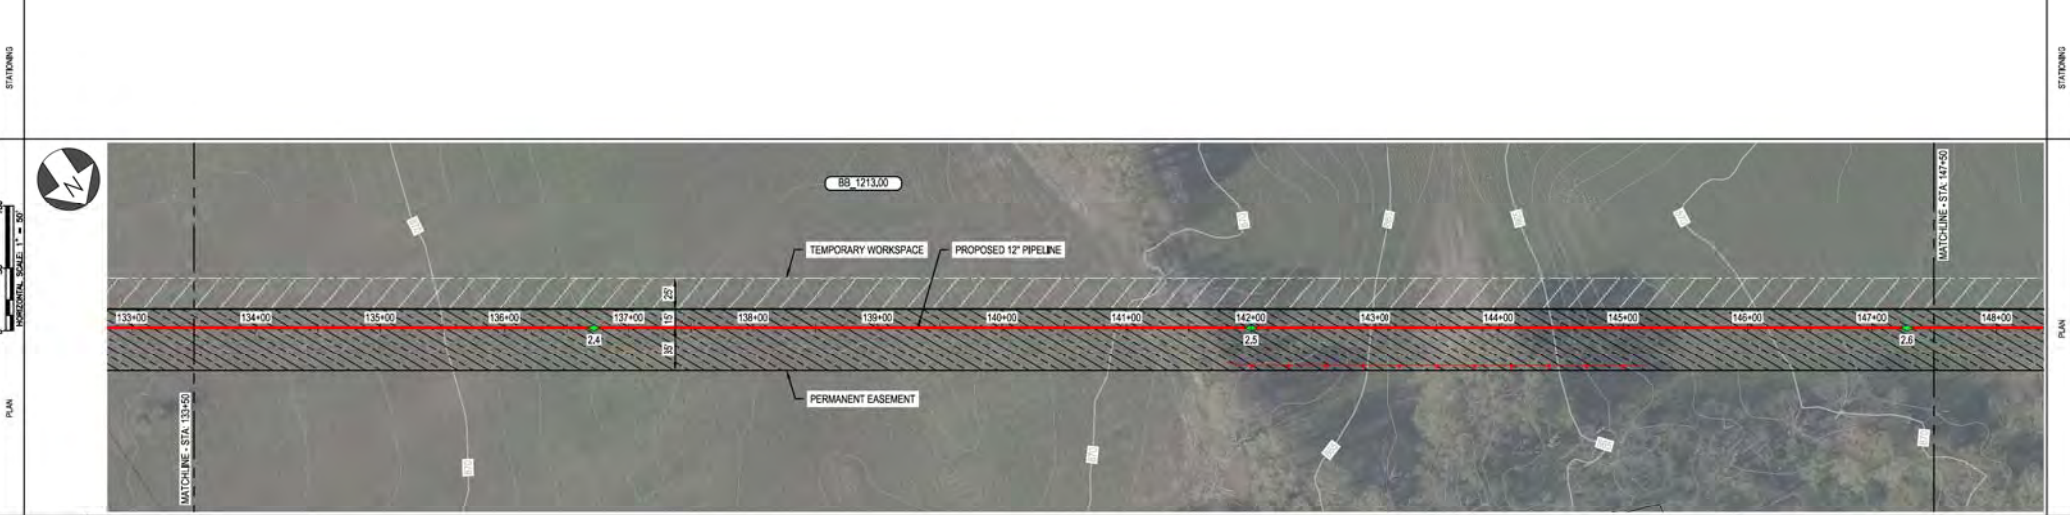 STATIONING
STATIONING
N
BB_1213.00
HORIZONTAL SCALE: 1" = 50'
TEMPORARY WORKSPACE
PROPOSED 12" PIPELINE
MATCHLINE - STA: 147+50
25'
133+00 134+00 135+00 136+00 137+00 15' 138+00 139+00 140+00 141+00 142+00 143+00 144+00 145+00 146+00 147+00 148+00
2.4 2.5 2.6
PERMANENT EASEMENT
MATCHLINE - STA: 133+50
PLAN
PLAN